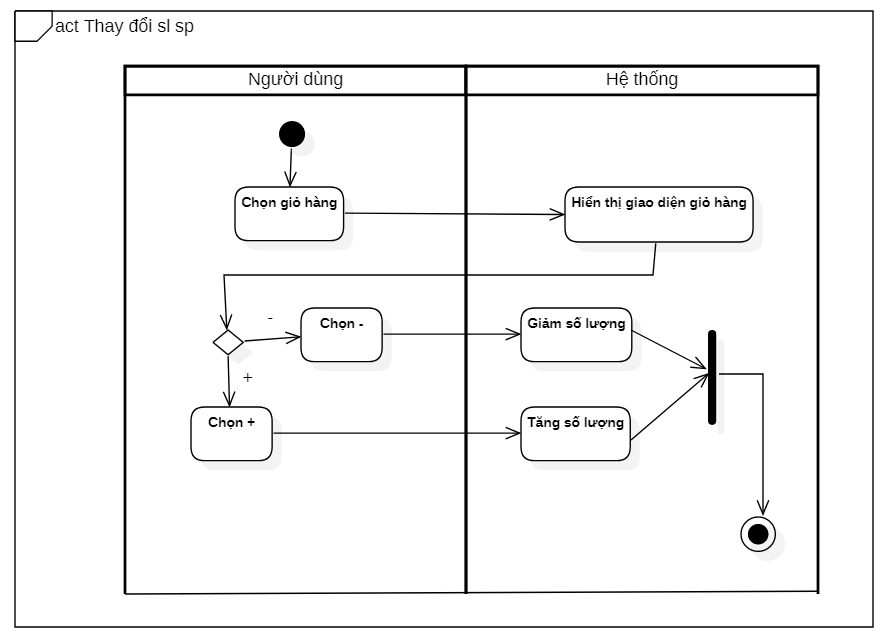 act Thay đổi sl sp
Người dùng
Hệ thống
Chọn giỏ hàng
Hiển thị giao diện giỏ hàng
-
Chọn -
Giảm số lượng
+
Chọn +
Tăng số lượng